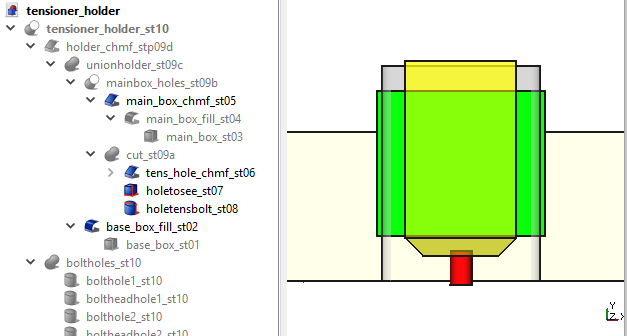 tensioner_holder
tensioner_holder_st10
holder_chmf_stp09d
unionholder_st09c
mainbox_holes_st09b
main_box_chmf_st05
main_box_fill_st04
main_box_st03
cut_st09a
tens_hole_chmf_st06
holetosee_st07
holetensbolt_st08
base_box_fill_st02
base_box_st01
boltholes_st10
bolthole1_st10
boltheadhole1_st10
bolthole2_st10
boltheadhole2_st10
Y
Z X